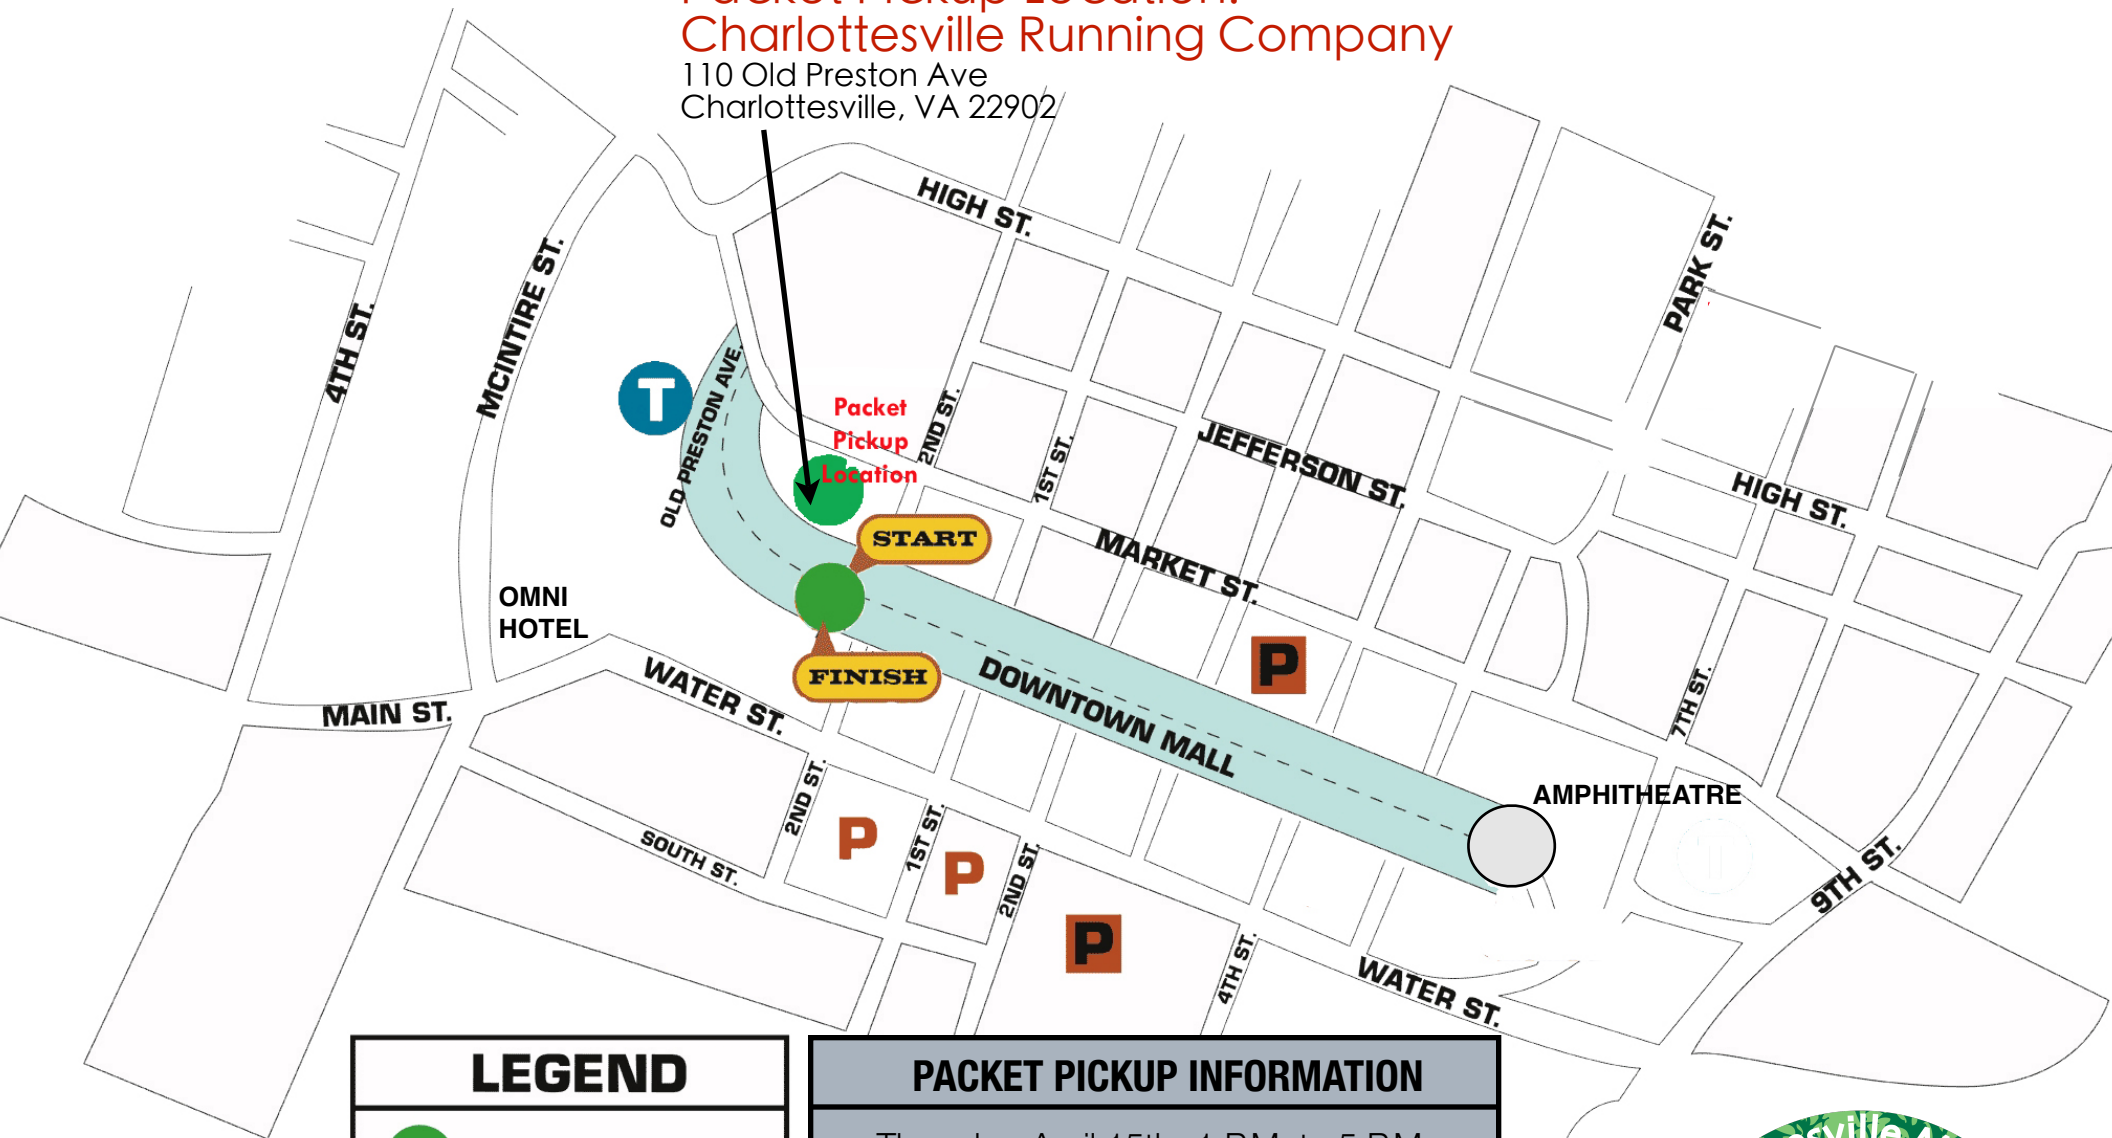 Packet Pickup Location:
Charlottesville Running Company
110 Old Preston Ave
Charlottesville, VA 22902
HIGH ST.
PARK ST.
MCINTIRE ST.
4TH ST.
T
OLD PRESTON AVE.
Packet
Pickup
Location
2ND ST.
1ST ST.
JEFFERSON ST.
HIGH ST.
START
MARKET ST.
OMNI
HOTEL
FINISH
WATER ST.
DOWNTOWN MALL
P
7TH ST.
MAIN ST.
AMPHITHEATRE
2ND ST.
P
1ST ST.
P
2ND ST.
SOUTH ST.
P
4TH ST.
WATER ST.
9TH ST.
T
LEGEND
PACKET PICKUP INFORMATION